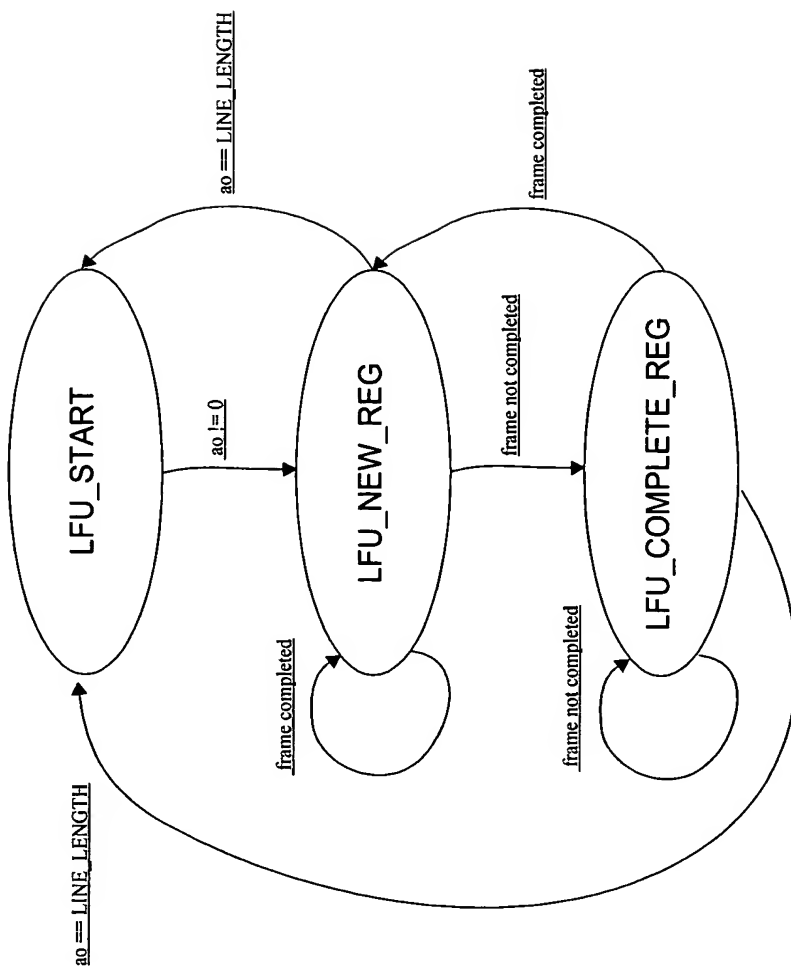 ao == LINE_LENGTH
LFU_START
ao == LINE_LENGTH
ao != 0
frame completed
LFU_NEW_REG
frame completed
frame not completed
frame not completed
LFU_COMPLETE_REG